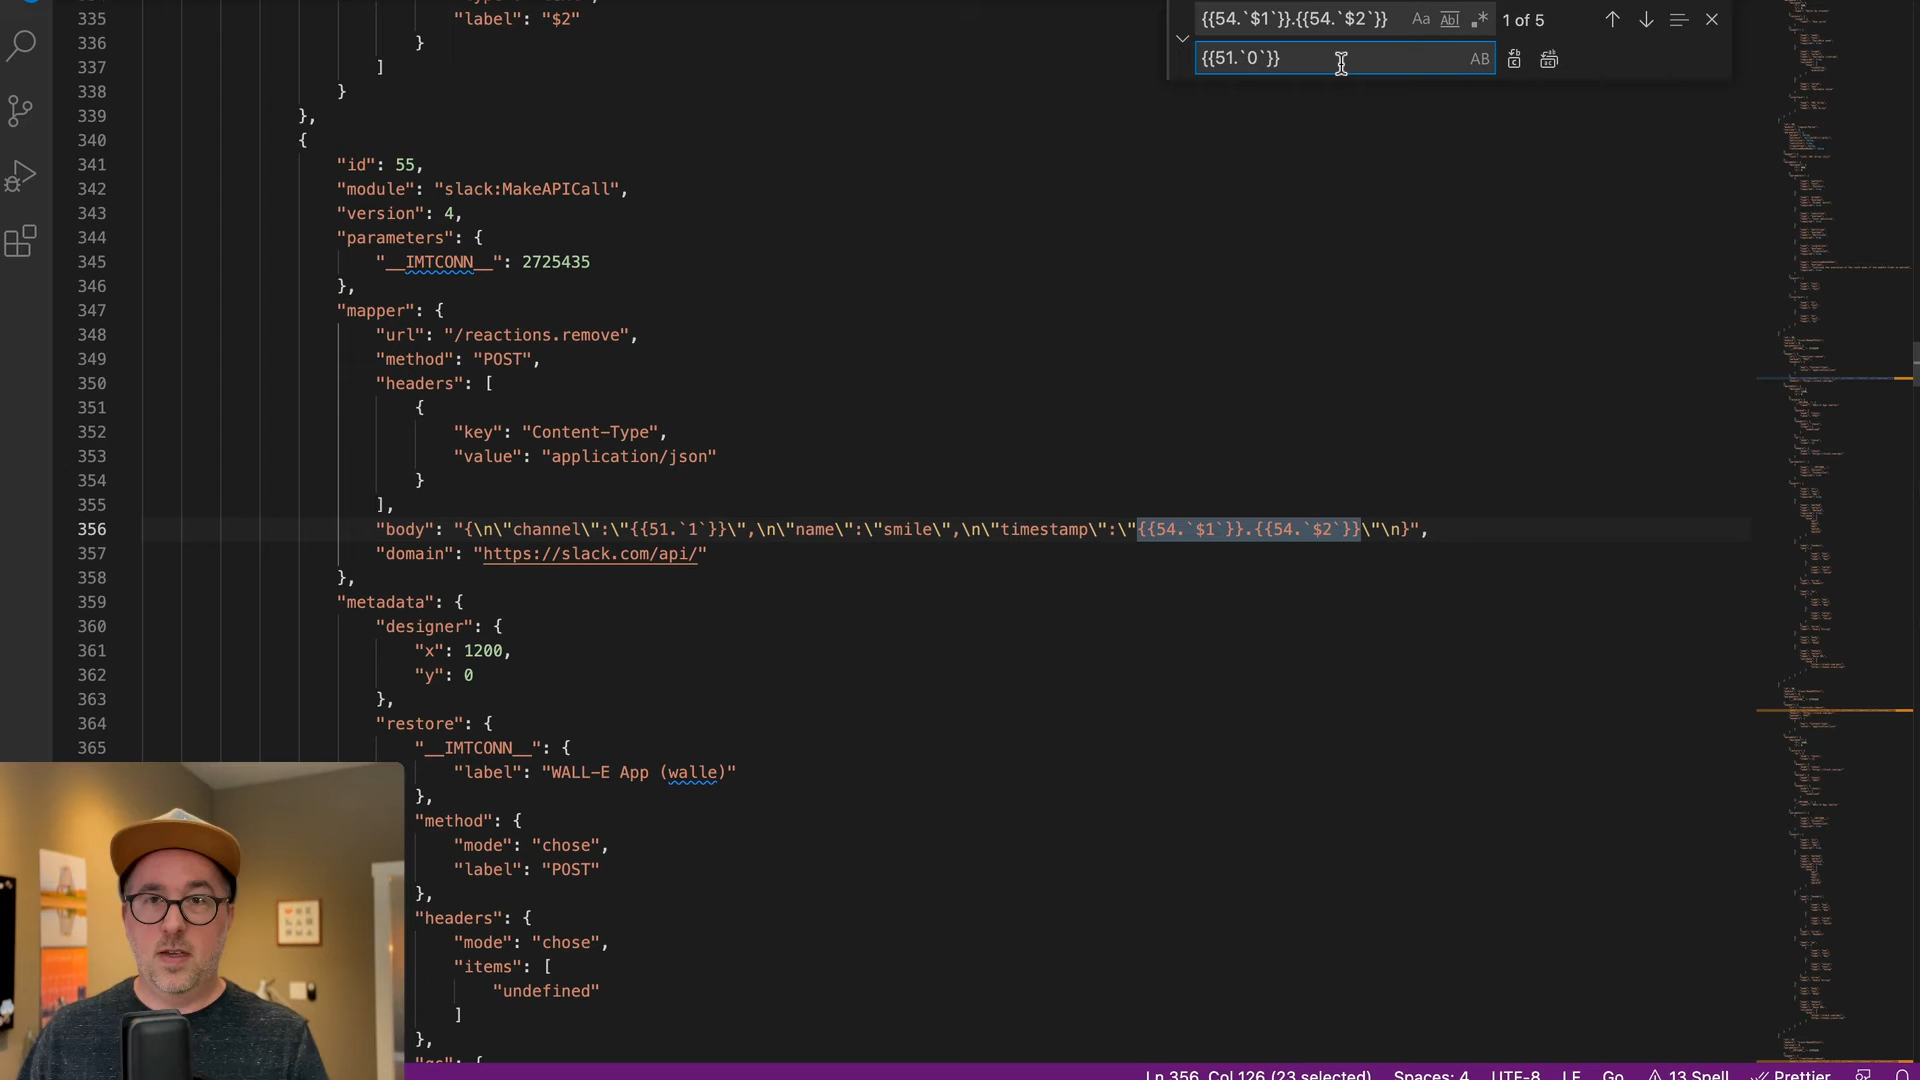 335 "label": "$2"
336 }
337 ]
338 }
339 },
340 {
341 "id": 55,
342 "module": "slack:MakeAPICall",
343 "version": 4,
344 "parameters": {
345 "__IMTCONN__": 2725435
346 },
347 "mapper": {
348 "url": "/reactions.remove",
349 "method": "POST",
350 "headers": [
351 {
352 "key": "Content-Type",
353 "value": "application/json"
354 }
355 ],
356 "body": "{\n\"channel\":\"{{51.`1`}}\",\n\"name\":\"smile\",\n\"timestamp\":\"{{54.`$1`}}.{{54.`$2`}}\"\n}",
357 "domain": "https://slack.com/api/"
358 },
359 "metadata": {
360 "designer": {
361 "x": 1200,
362 "y": 0
363 },
364 "restore": {
365 "__IMTCONN__": {
"label": "WALL-E App (walle)"
},
"method": {
"mode": "chose",
"label": "POST"
},
"headers": {
"mode": "chose",
"items": [
"undefined"
]
},
{{54.`$1`}}.{{54.`$2`}} Aa Abl .* 1 of 5
{{51.`0`}} AB
Ln 356, Col 126 (23 selected) Spaces: 4 UTF-8 LF Go 13 Spell Prettier